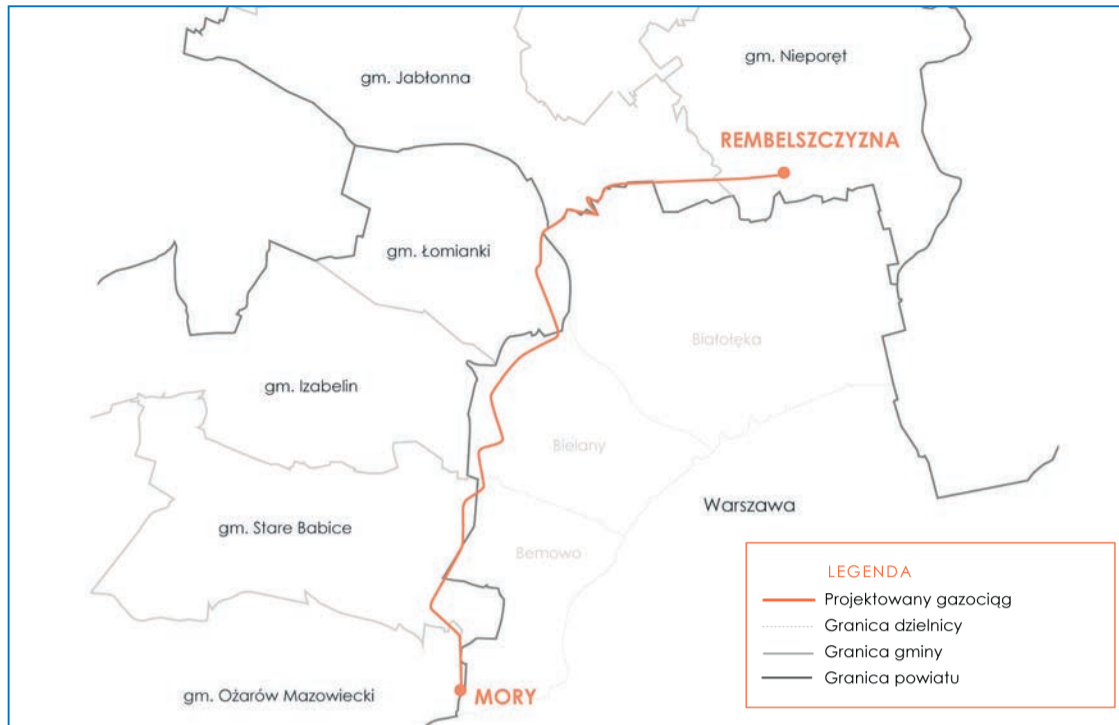 gm. Nieporęt
gm. Jabłonna
REMBELSZCZYZNA
gm. Łomianki
Białołęka
gm. Izabelin
Bielany
Warszawa
gm. Stare Babice
Bemowo
gm. Ożarów Mazowiecki
MORY
LEGENDA
Projektowany gazociąg
Granica dzielnicy
Granica gminy
Granica powiatu